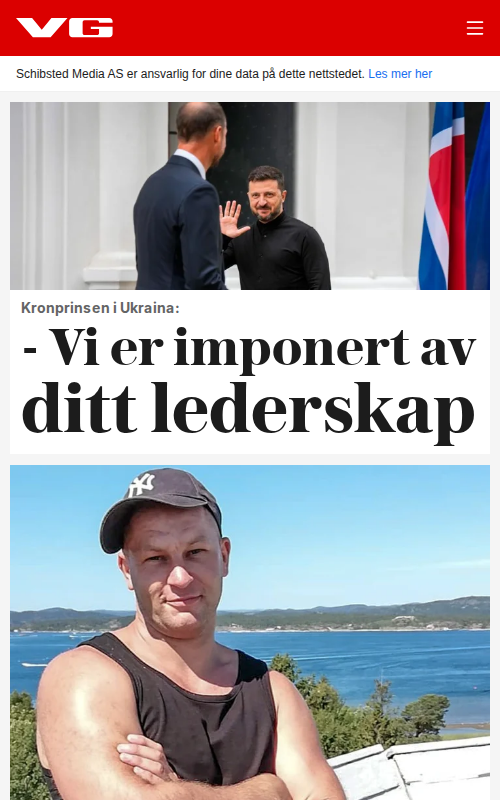 VG
Schibsted Media AS er ansvarlig for dine data på dette nettstedet. Les mer her
Kronprinsen i Ukraina:
- Vi er imponert av
ditt lederskap
NY